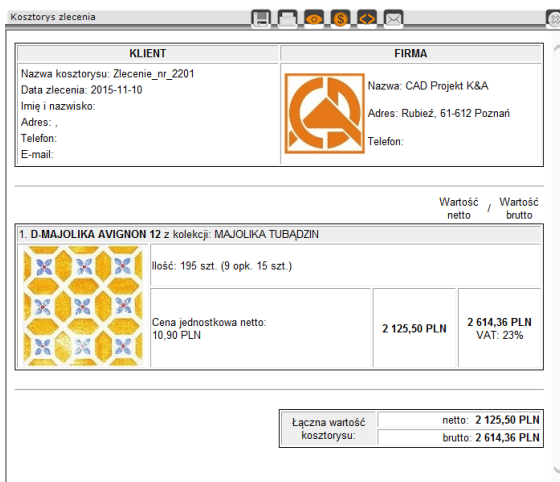 Kosztorys zlecenia
KLIENT
Nazwa kosztorysu: Zlecenie_nr_2201
Data zlecenia: 2015-11-10
Imię i nazwisko:
Adres: ,
Telefon:
E-mail:
FIRMA
Nazwa: CAD Projekt K&A
Adres: Rubież, 61-612 Poznań
Telefon:
Wartość netto / Wartość brutto
1. D-MAJOLIKA AVIGNON 12 z kolekcji: MAJOLIKA TUBĄDZIN
Ilość: 195 szt. (9 opk. 15 szt.)
Cena jednostkowa netto:
10,90 PLN
2 125,50 PLN
2 614,36 PLN
VAT: 23%
Łączna wartość
kosztorysu:
netto: 2 125,50 PLN
brutto: 2 614,36 PLN